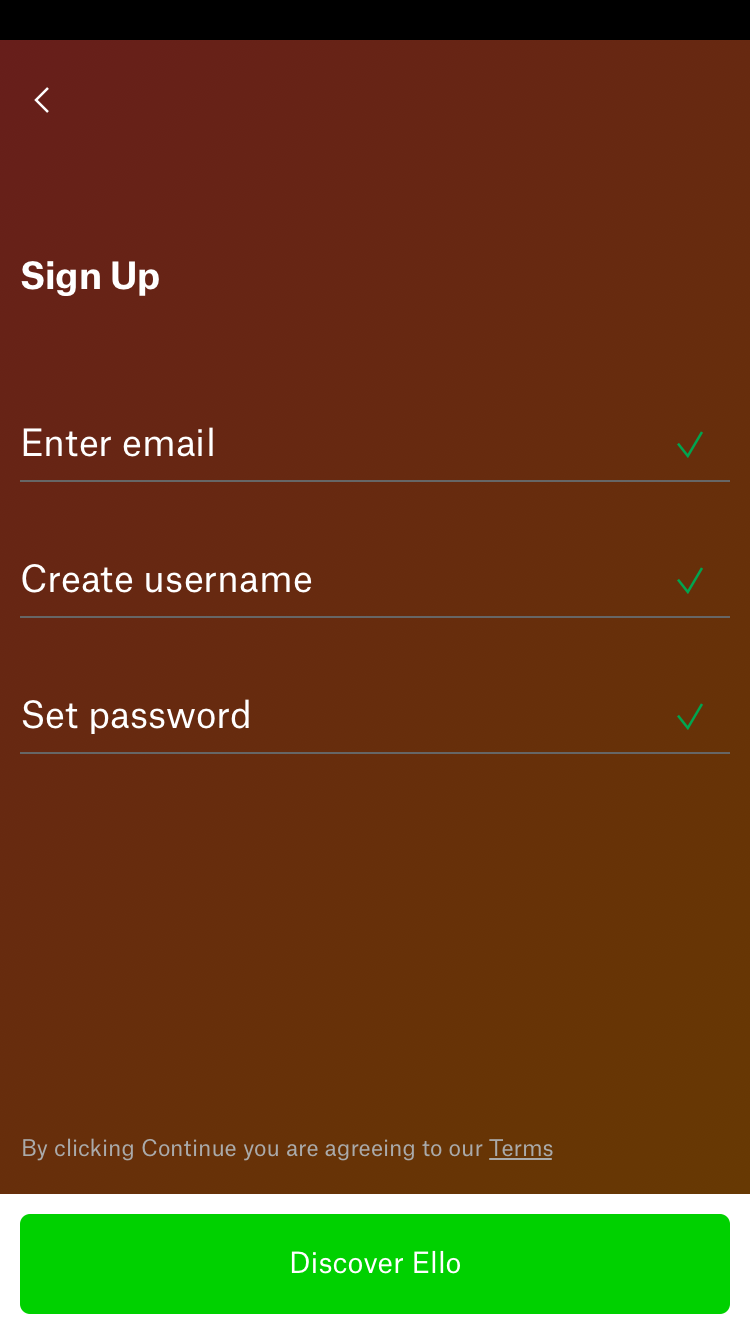 Sign Up
Enter email
Create username
Set password
By clicking Continue you are agreeing to our Terms
Discover Ello